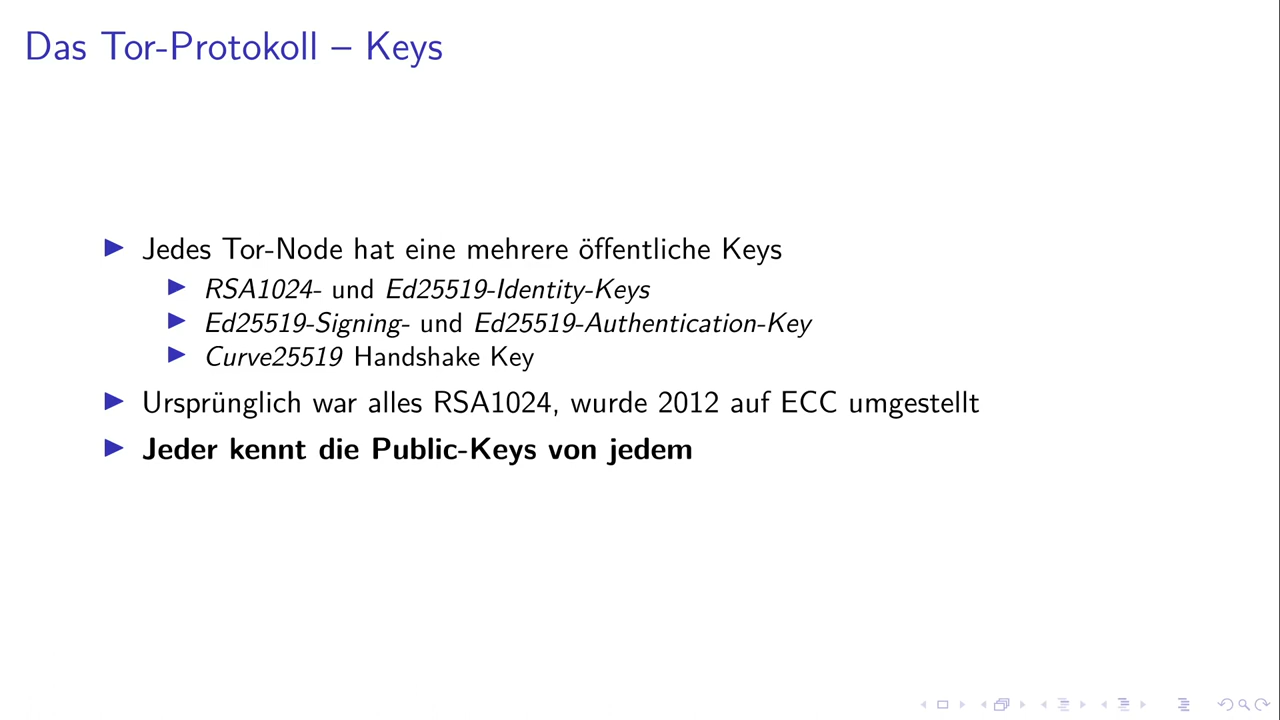 Das Tor-Protokoll – Keys
Jedes Tor-Node hat eine mehrere öffentliche Keys
RSA1024- und Ed25519-Identity-Keys
Ed25519-Signing- und Ed25519-Authentication-Key
Curve25519 Handshake Key
Ursprünglich war alles RSA1024, wurde 2012 auf ECC umgestellt
Jeder kennt die Public-Keys von jedem